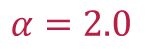 α = 2.0